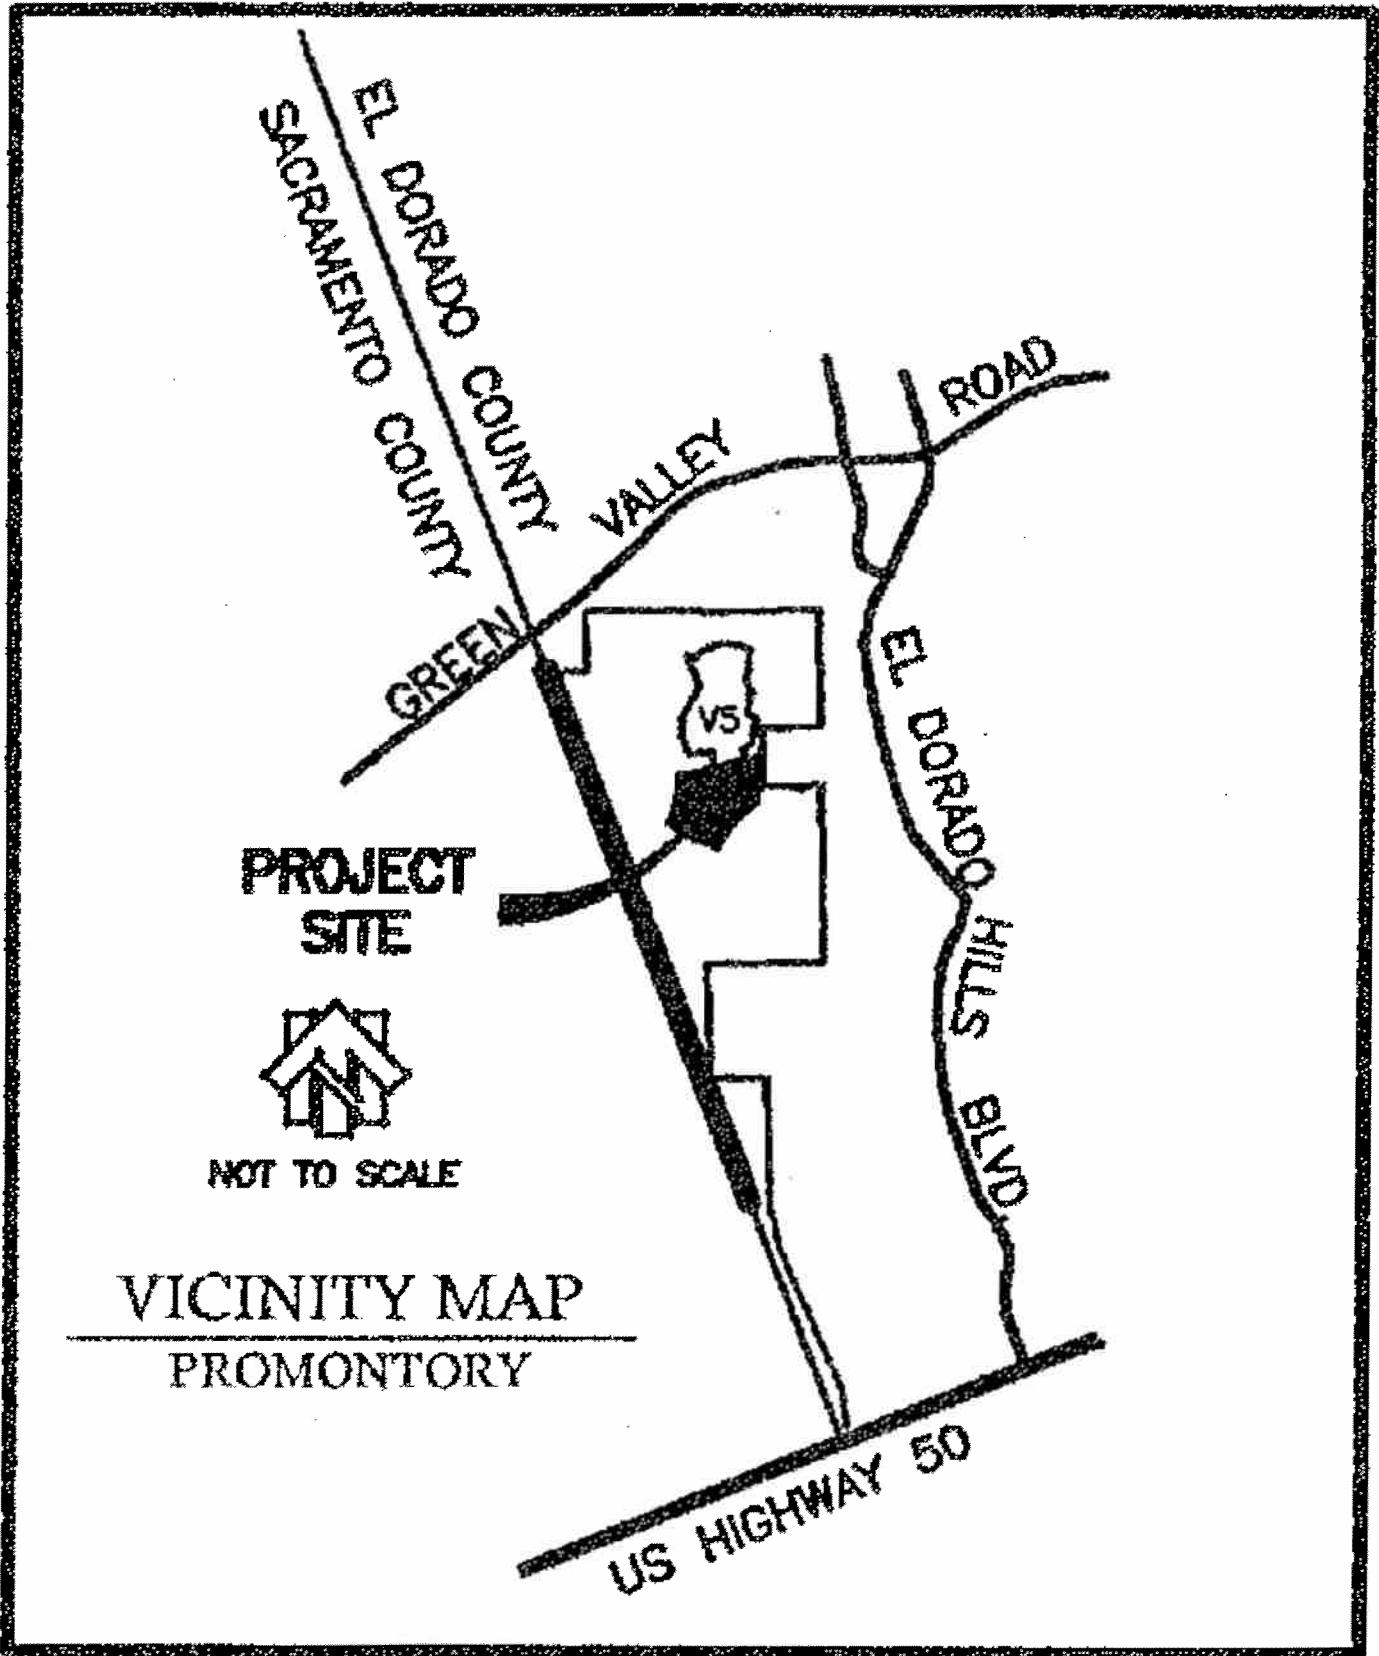 EL DORADO COUNTY
SACRAMENTO COUNTY
GREEN VALLEY ROAD
V5
EL DORADO HILLS BLVD
PROJECT
SITE
NOT TO SCALE
VICINITY MAP
PROMONTORY
US HIGHWAY 50